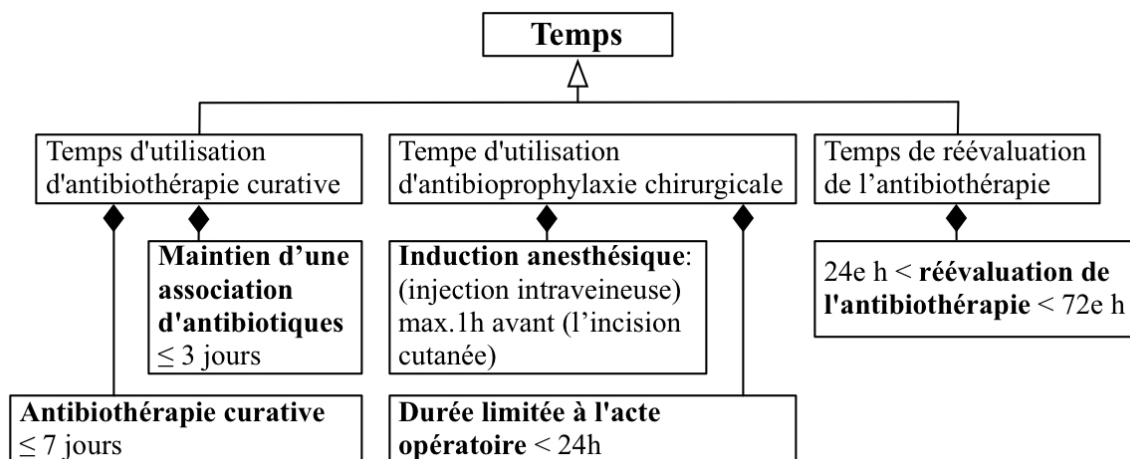 Temps
Temps d'utilisation
d'antibiothérapie curative
Tempe d'utilisation
d'antibioprophylaxie chirurgicale
Temps de réévaluation
de l’antibiothérapie
Maintien d’une
association
d'antibiotiques
≤ 3 jours
Induction anesthésique:
(injection intraveineuse)
max.1h avant (l’incision
cutanée)
24e h < réévaluation de
l'antibiothérapie < 72e h
Antibiothérapie curative
≤ 7 jours
Durée limitée à l'acte
opératoire < 24h